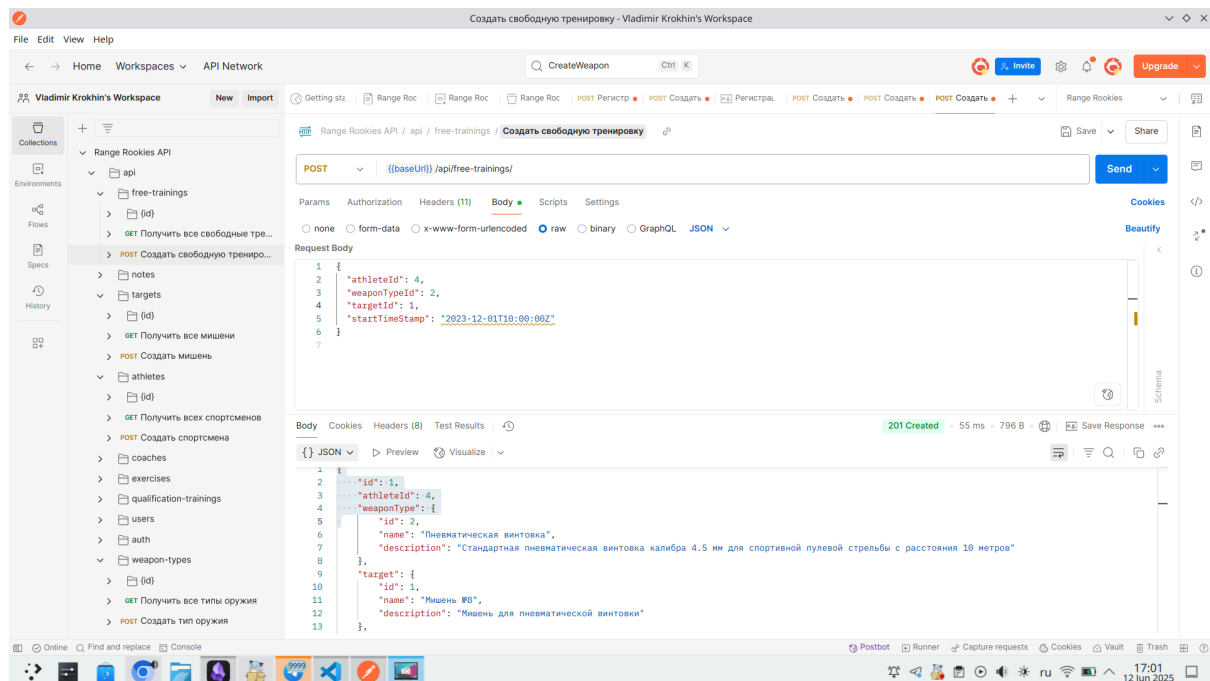 Создать свободную тренировку - Vladimir Krokhin's Workspace
File Edit View Help
Home Workspaces API Network
CreateWeapon Ctrl K
Invite
Upgrade
Vladimir Krokhin's Workspace New Import
Getting sta Range Roc Range Roc Range Roc POST Регистр POST Создать Регистрац POST Создать POST Создать POST Создать + Range Rookies
Collections
Environments
Flows
Specs
History
Range Rookies API
api
free-trainings
{id}
GET Получить все свободные тре...
POST Создать свободную трениро...
notes
targets
{id}
GET Получить все мишени
POST Создать мишень
athletes
{id}
GET Получить всех спортсменов
POST Создать спортсмена
coaches
exercises
qualification-trainings
users
auth
weapon-types
{id}
GET Получить все типы оружия
POST Создать тип оружия
HTTP Range Rookies API / api / free-trainings / Создать свободную тренировку Save Share
POST {{baseUrl}} /api/free-trainings/ Send
Params Authorization Headers (11) Body Scripts Settings Cookies
none form-data x-www-form-urlencoded raw binary GraphQL JSON Beautify
Request Body
1 {
2 "athleteId": 4,
3 "weaponTypeId": 2,
4 "targetId": 1,
5 "startTimeStamp": "2023-12-01T10:00:00Z"
6 }
7
Schema
Body Cookies Headers (8) Test Results 201 Created 55 ms 796 B Save Response
{} JSON Preview Visualize
1 {
2 "id": 1,
3 "athleteId": 4,
4 "weaponType": {
5 "id": 2,
6 "name": "Пневматическая винтовка",
7 "description": "Стандартная пневматическая винтовка калибра 4.5 мм для спортивной пулевой стрельбы с расстояния 10 метров"
8 },
9 "target": {
10 "id": 1,
11 "name": "Мишень №8",
12 "description": "Мишень для пневматической винтовки"
13 },
Online Find and replace Console Postbot Runner Capture requests Cookies Vault Trash
9999
ru 17:01
12 Jun 2025